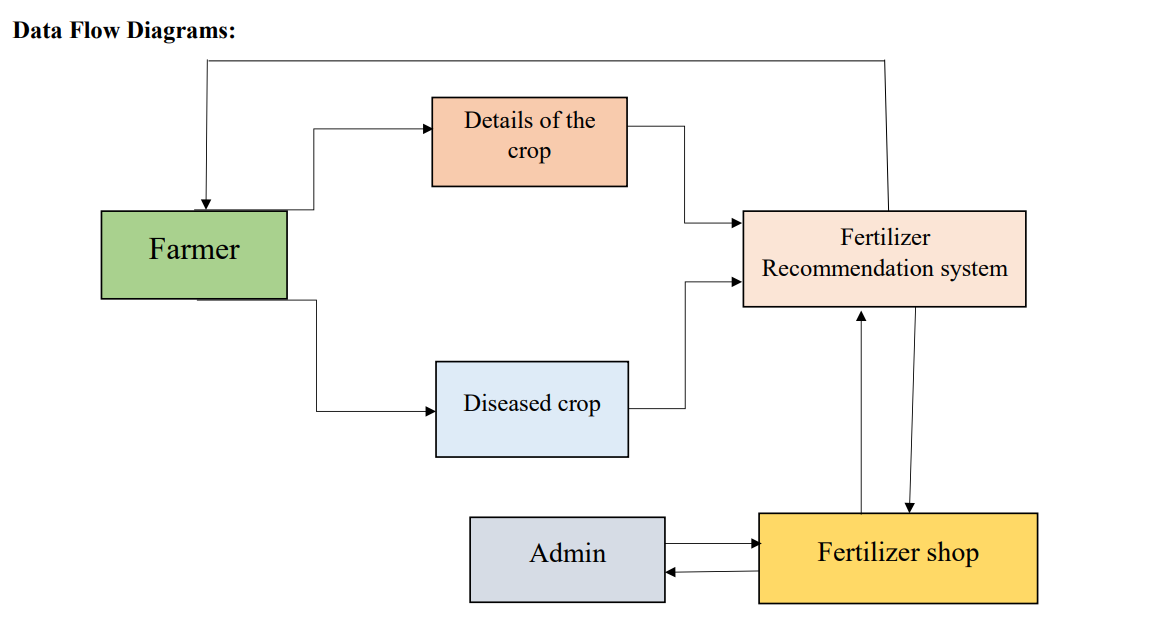 Data Flow Diagrams:
Details of the
crop
Farmer
Fertilizer
Recommendation system
Diseased crop
Admin
Fertilizer shop